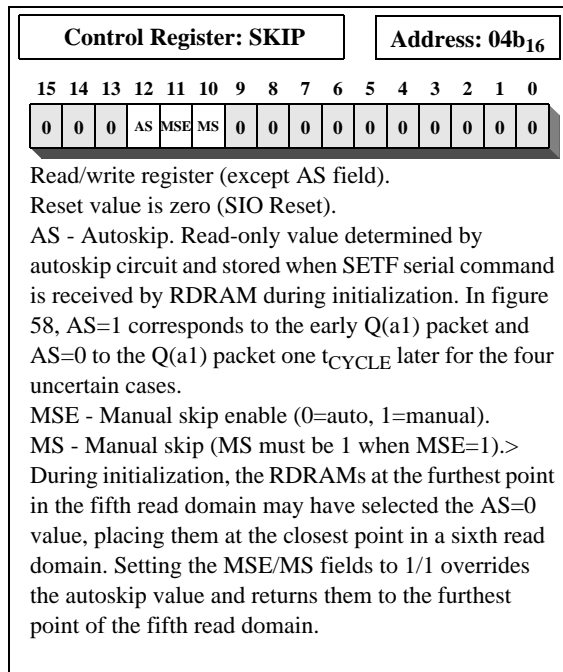 Control Register: SKIP
Address: 04b16
15 14 13 12 11 10 9 8 7 6 5 4 3 2 1 0
0 0 0 AS MSE MS 0 0 0 0 0 0 0 0 0 0
Read/write register (except AS field).
Reset value is zero (SIO Reset).
AS - Autoskip. Read-only value determined by
autoskip circuit and stored when SETF serial command
is received by RDRAM during initialization. In figure
58, AS=1 corresponds to the early Q(a1) packet and
AS=0 to the Q(a1) packet one tCYCLE later for the four
uncertain cases.
MSE - Manual skip enable (0=auto, 1=manual).
MS - Manual skip (MS must be 1 when MSE=1).>
During initialization, the RDRAMs at the furthest point
in the fifth read domain may have selected the AS=0
value, placing them at the closest point in a sixth read
domain. Setting the MSE/MS fields to 1/1 overrides
the autoskip value and returns them to the furthest
point of the fifth read domain.